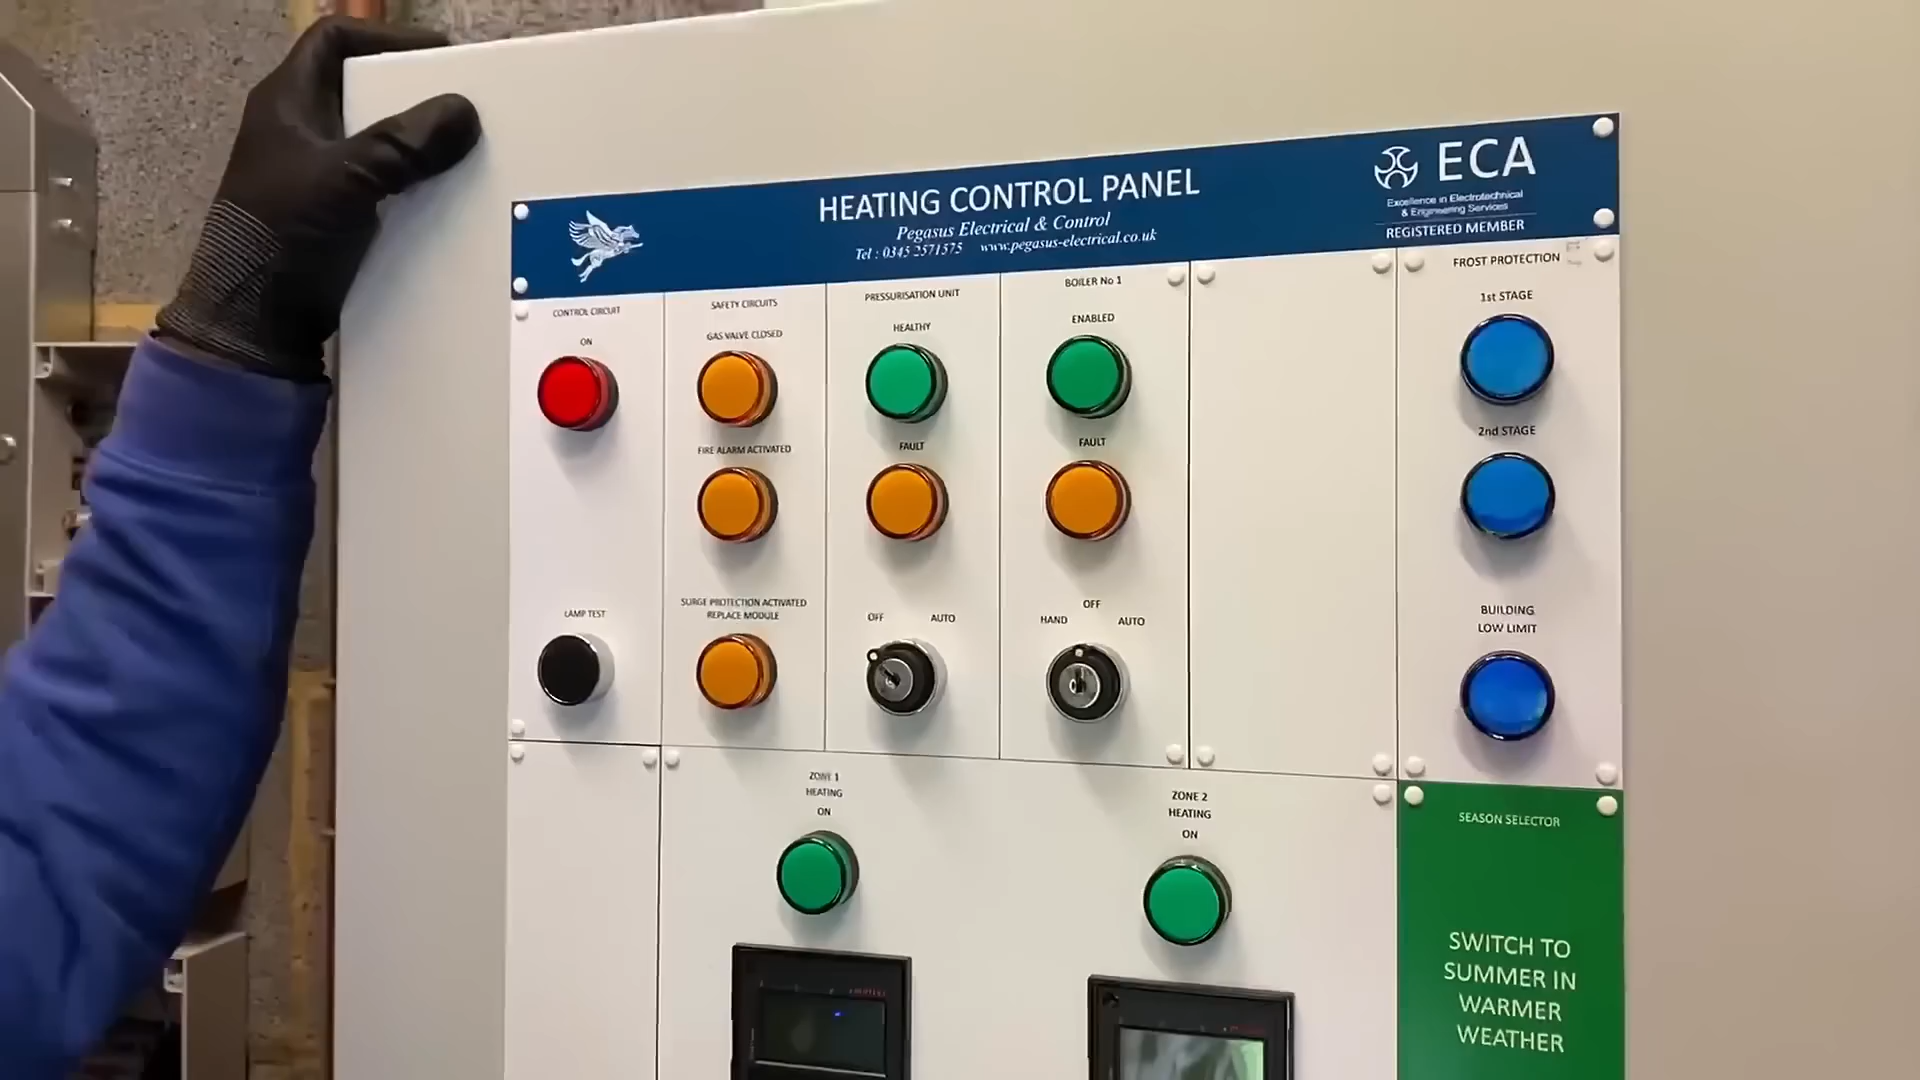 HEATING CONTROL PANEL
Pegasus Electrical & Control
Tel : 0345 2571575 www.pegasus-electrical.co.uk
ECA
Excellence in Electrotechnical
& Engineering Services
REGISTERED MEMBER
CONTROL CIRCUIT
ON
LAMP TEST
SAFETY CIRCUITS
GAS VALVE CLOSED
FIRE ALARM ACTIVATED
SURGE PROTECTION ACTIVATED
REPLACE MODULE
PRESSURISATION UNIT
HEALTHY
FAULT
OFF AUTO
BOILER No 1
ENABLED
FAULT
OFF
HAND AUTO
FROST PROTECTION
1st STAGE
2nd STAGE
BUILDING
LOW LIMIT
ZONE 1
HEATING
ON
ZONE 2
HEATING
ON
SEASON SELECTOR
SWITCH TO
SUMMER IN
WARMER
WEATHER